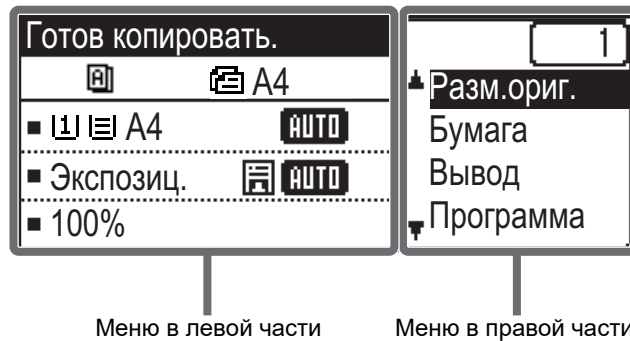 Готов копировать.
A A4
1 A4 AUTO
Экспозиц. AUTO
100%
1
Разм.ориг.
Бумага
Вывод
Программа
Меню в левой части
Меню в правой части